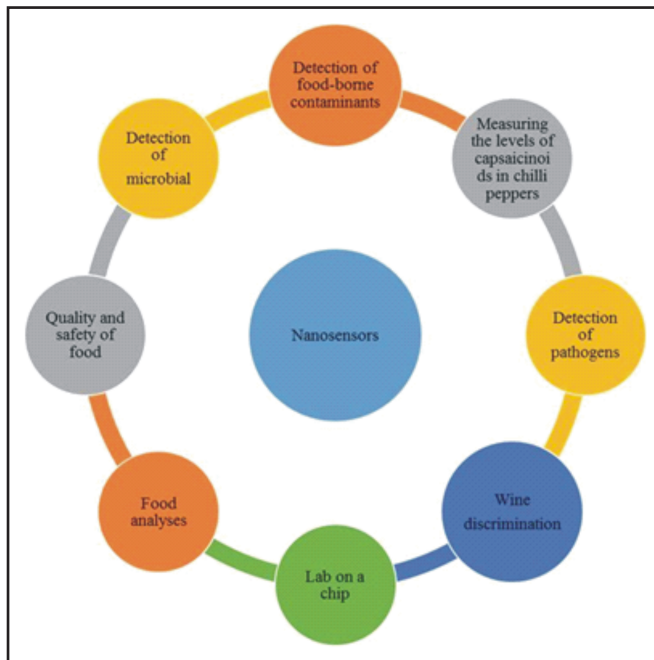 Detection of
food-borne
contaminants
Measuring
the levels of
capsaicinoi
ds in chilli
peppers
Detection
of
pathogens
Wine
discrimination
Lab on a
chip
Food
analyses
Quality and
safety of
food
Detection
of
microbial
Nanosensors